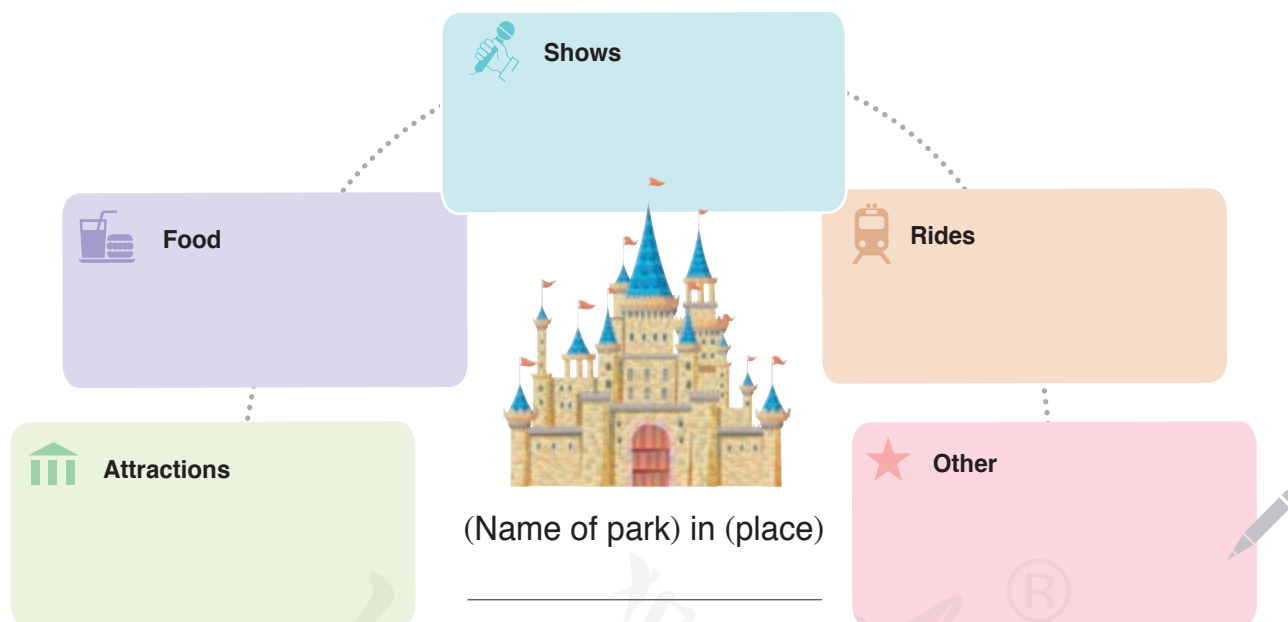 Shows
Food
Rides
Attractions
Other
(Name of park) in (place)
®